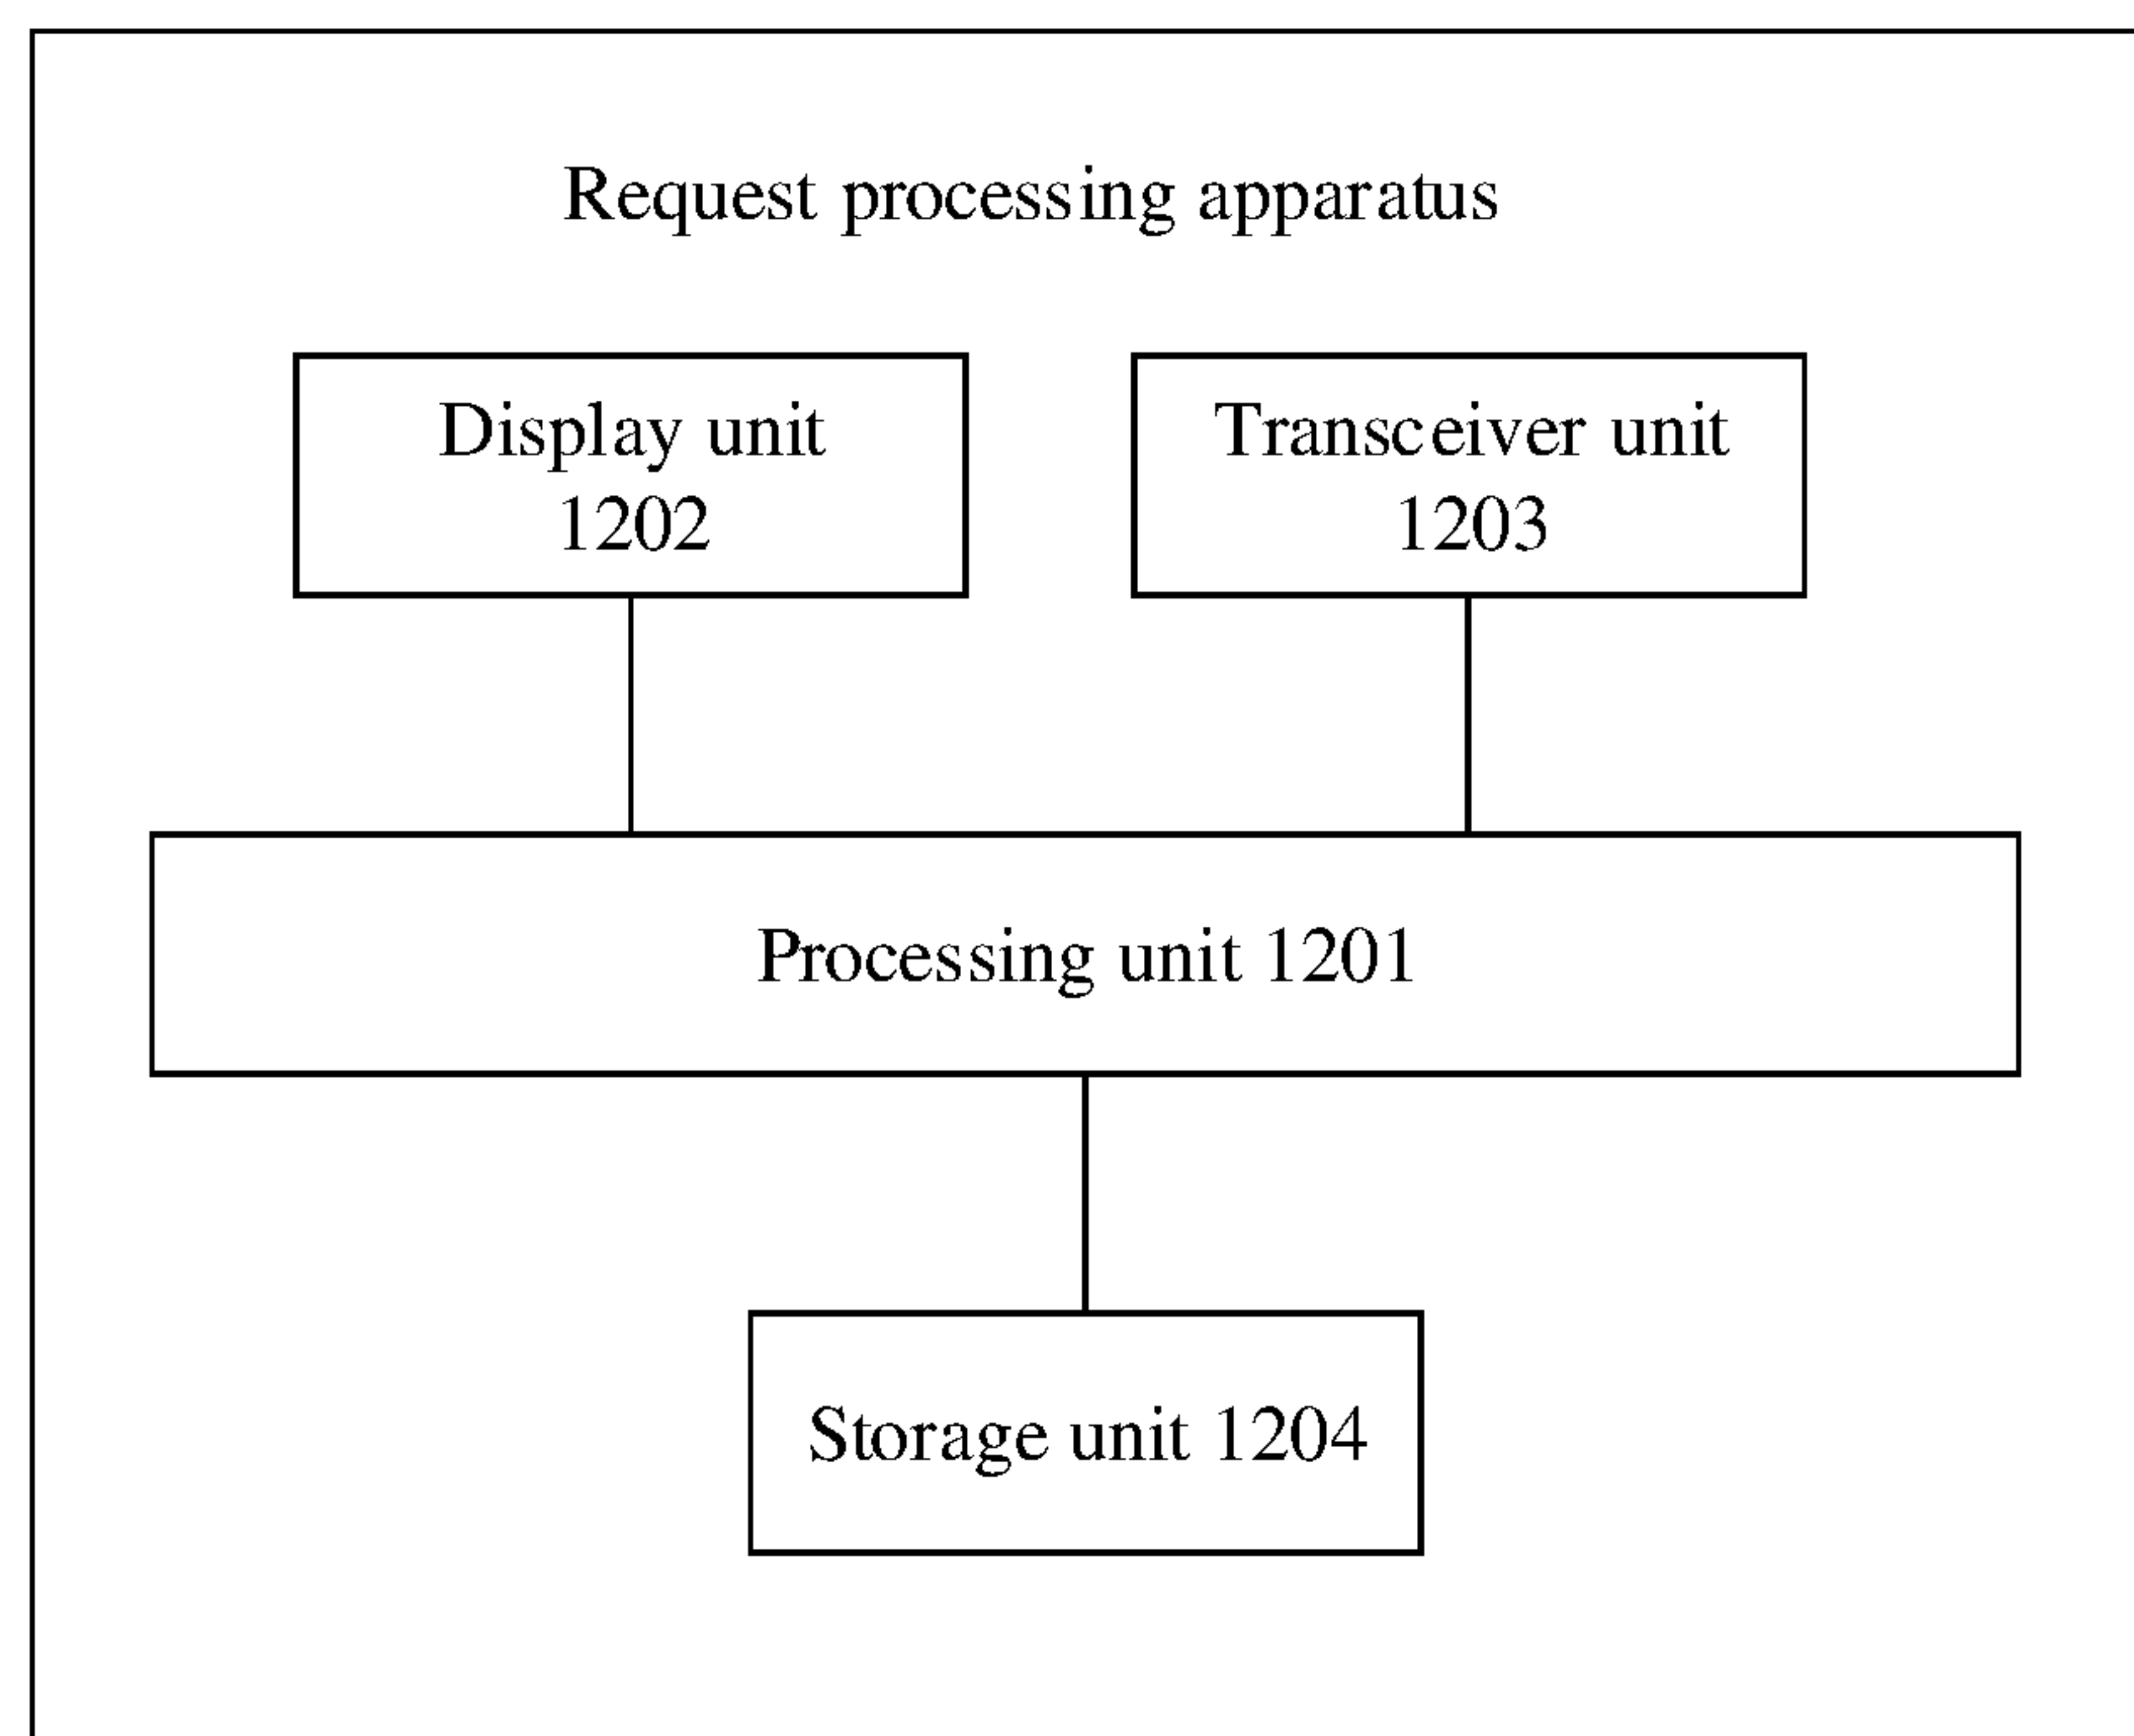 Request processing apparatus
Display unit
1202
Transceiver unit
1203
Processing unit 1201
Storage unit 1204